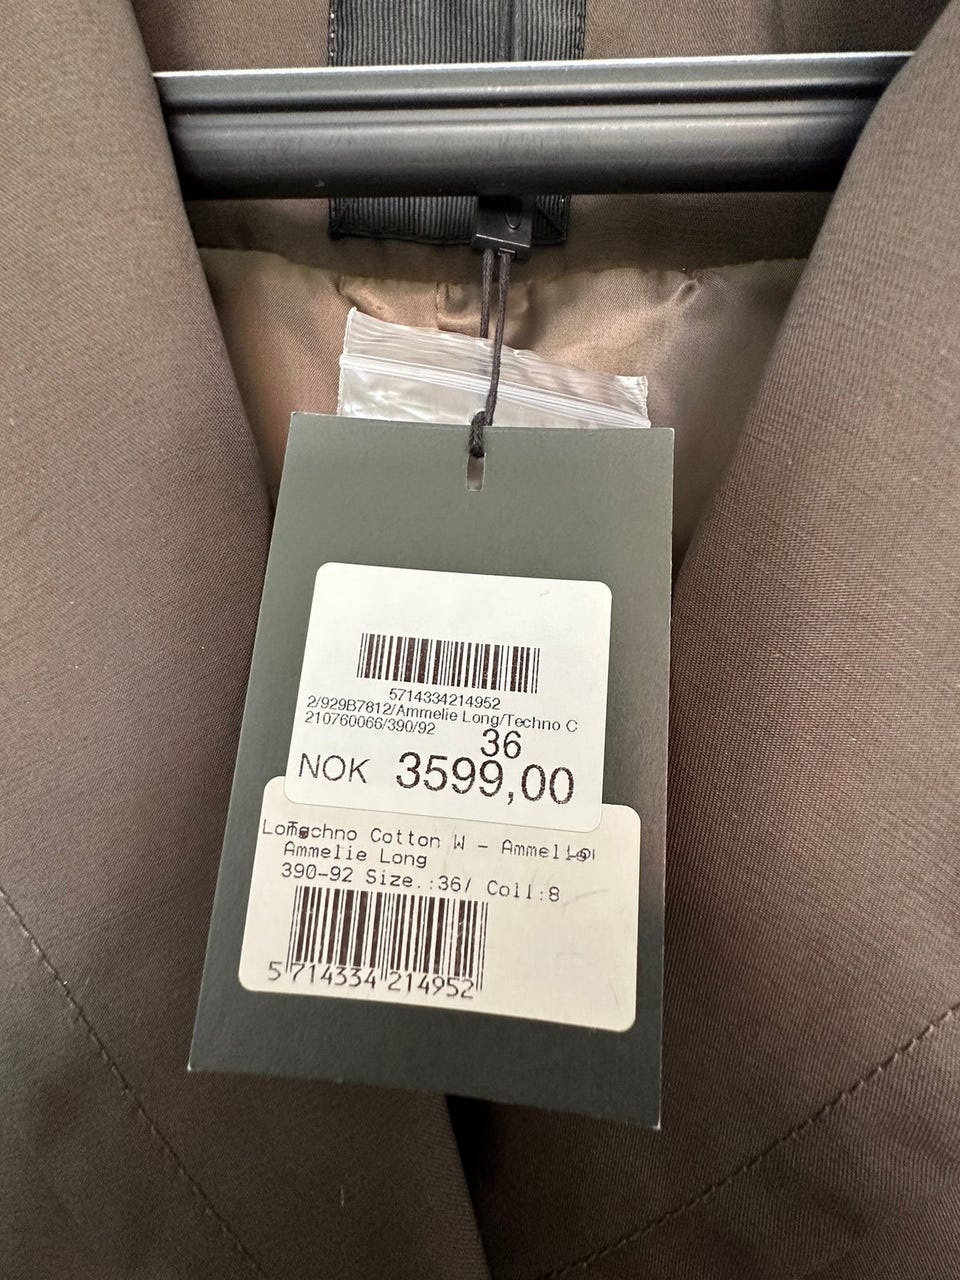 5714334214952
2/929B7812/Ammelie Long/Techno C
210760066/390/92
36
NOK 3599,00
Techno Cotton W - Ammelie
Long
Ammelie Long
390-92 Size.:36/ Coll:8
5 714334 214952